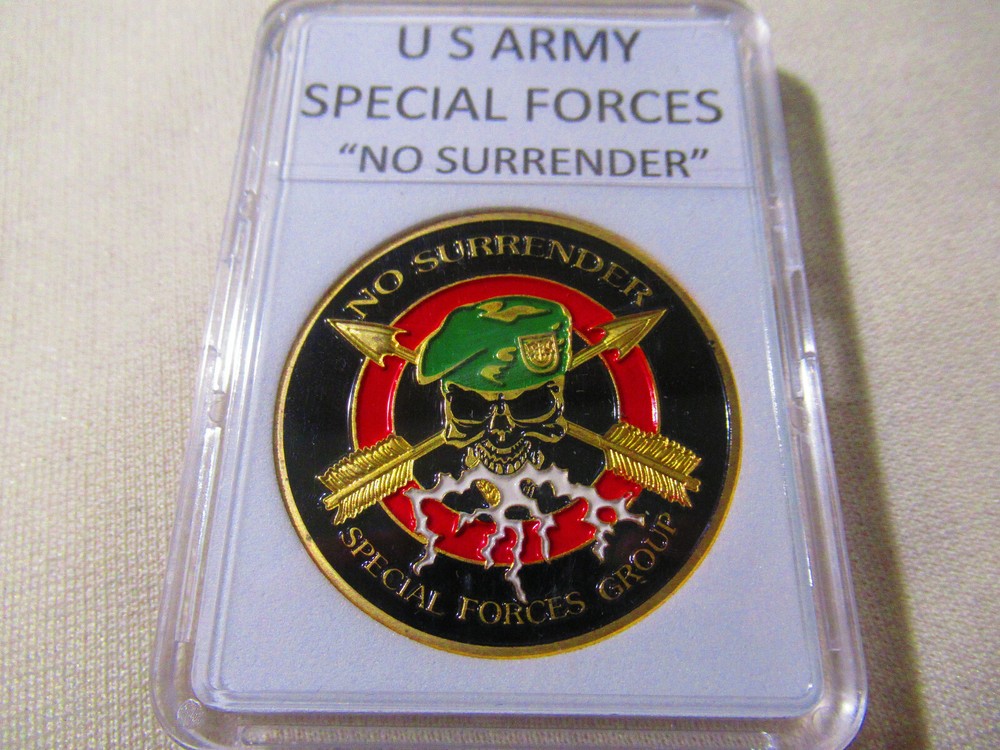 U S ARMY
SPECIAL FORCES
“NO SURRENDER”
NO SURRENDER
SPECIAL FORCES GROUP